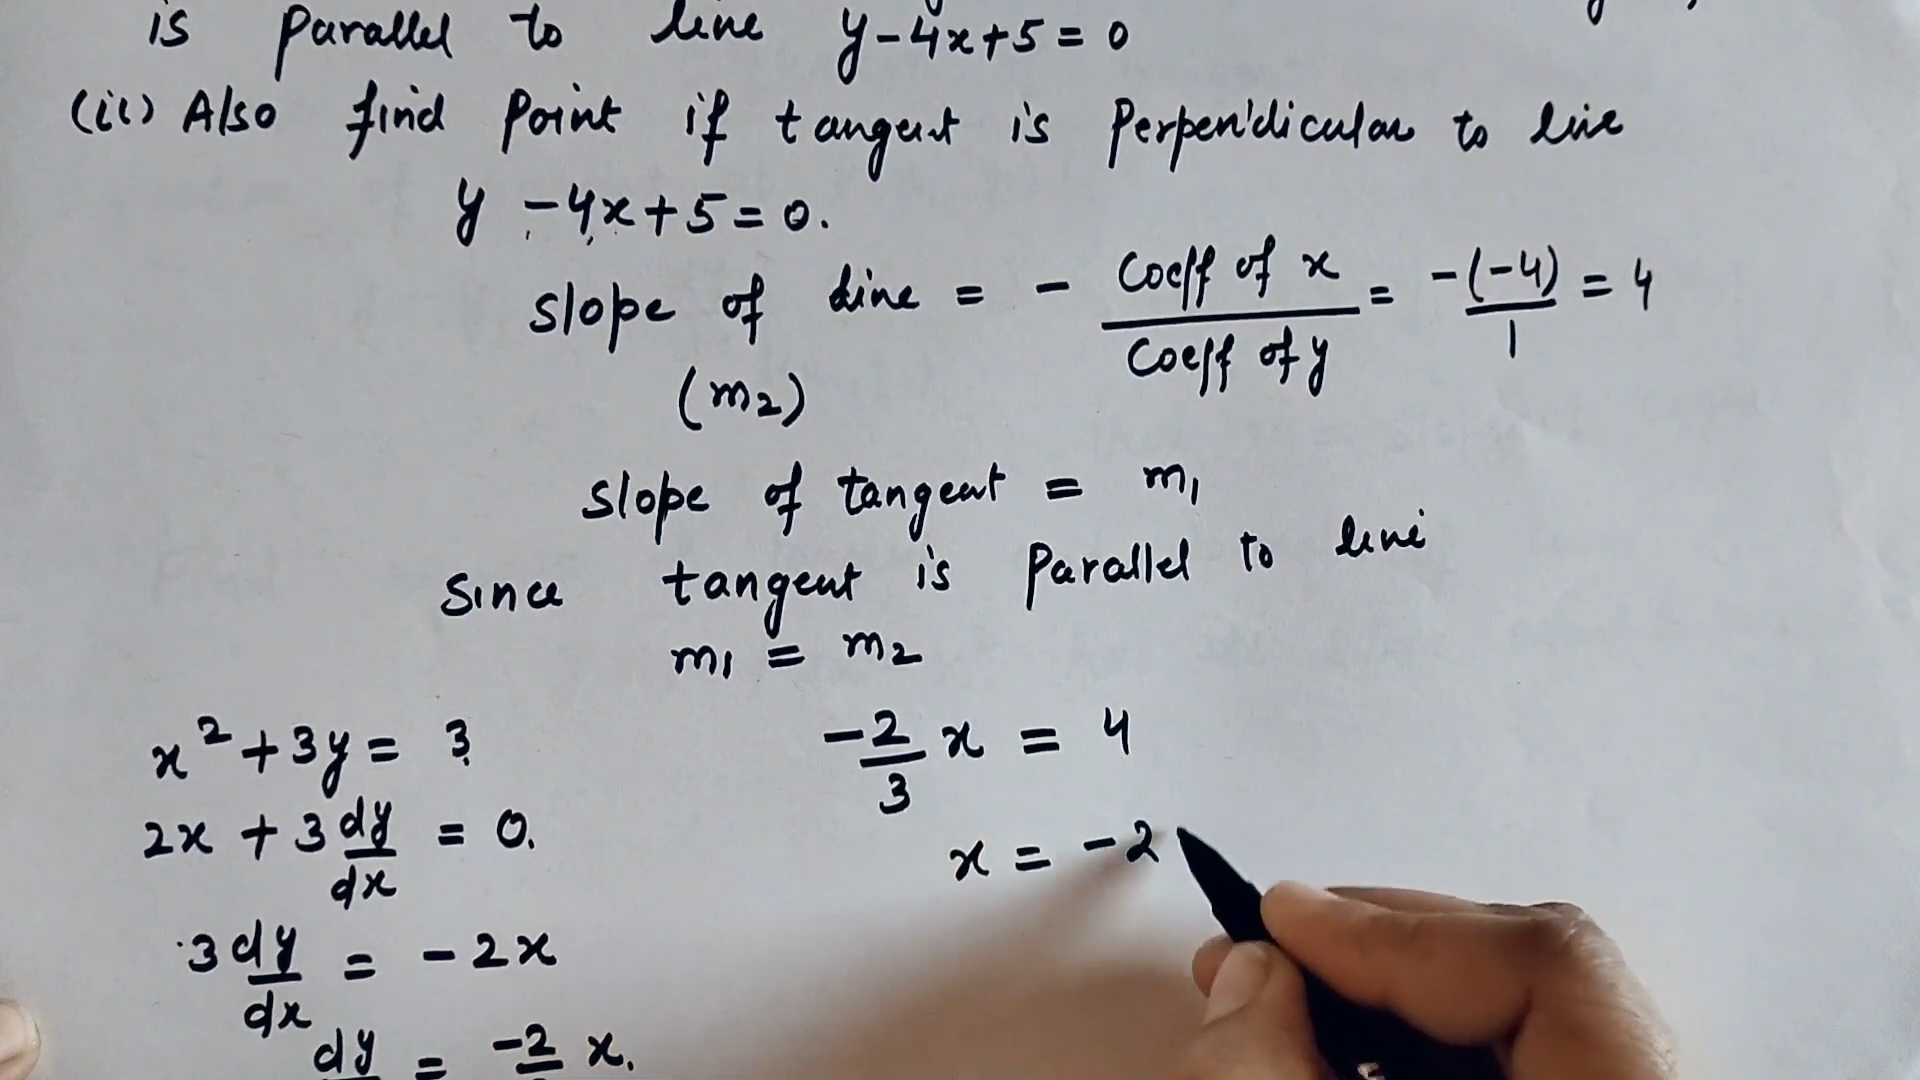 is parallel to line y-4x+5=0
(ii) Also find Point if tangent is Perpendicular to line
y -4x+5=0.
Slope of line = - Coeff of x / Coeff of y = -(-4)/1 = 4
(m₂)
Slope of tangent = m₁
Since tangent is Parallel to line
m₁ = m₂
x² + 3y = 3
-2/3 x = 4
2x + 3 dy/dx = 0.
x = -2
3 dy/dx = -2x
dy = -2 x.